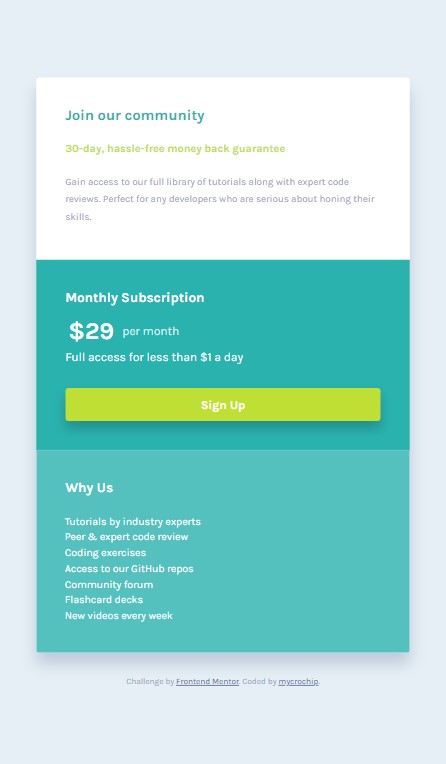 Join our community
30-day, hassle-free money back guarantee
Gain access to our full library of tutorials along with expert code
reviews. Perfect for any developers who are serious about honing their
skills.
Monthly Subscription
$29 per month
Full access for less than $1 a day
Sign Up
Why Us
Tutorials by industry experts
Peer & expert code review
Coding exercises
Access to our GitHub repos
Community forum
Flashcard decks
New videos every week
Challenge by Frontend Mentor. Coded by mycrochip.